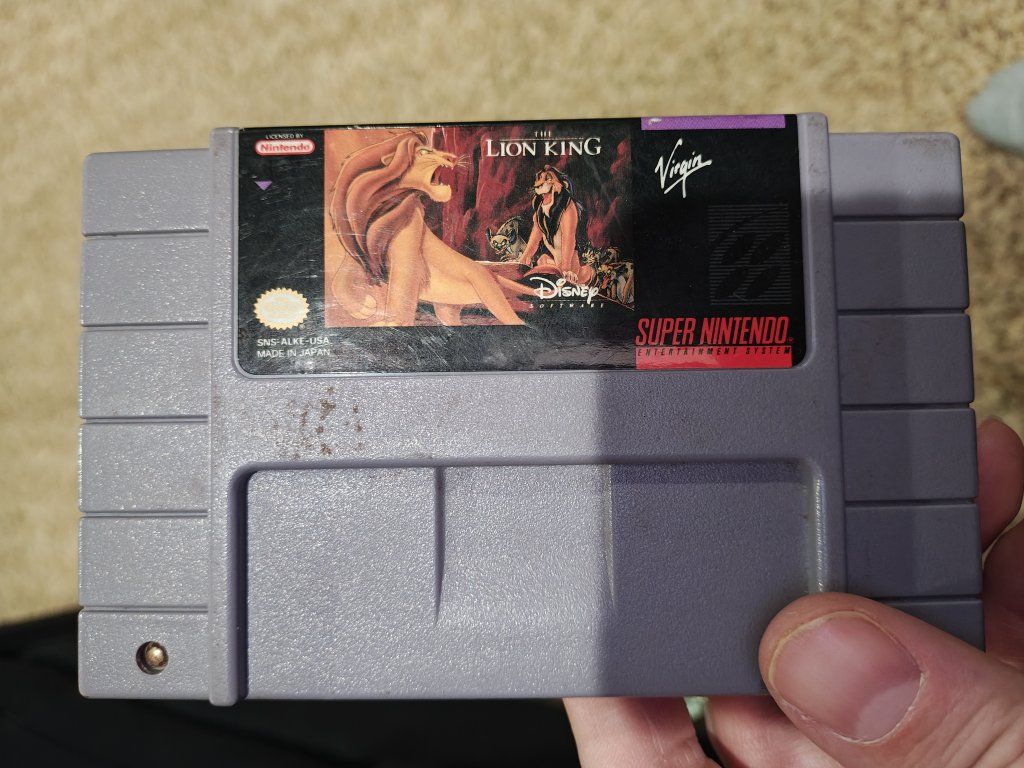 LICENSED BY
Nintendo
THE
LION KING
Virgin
DISNEY
SOFTWARE
SNS-ALKE-USA
MADE IN JAPAN
SUPER NINTENDO®
ENTERTAINMENT SYSTEM